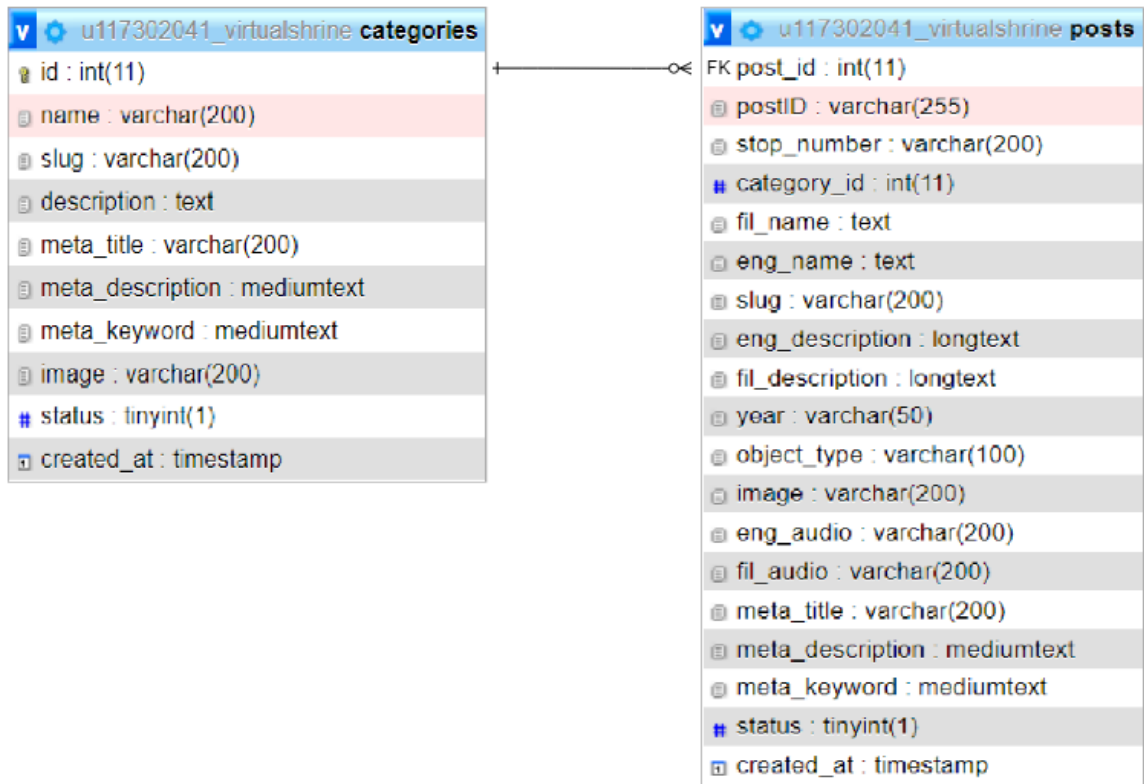 v u117302041_virtualshrine categories
id : int(11)
name : varchar(200)
slug : varchar(200)
description : text
meta_title : varchar(200)
meta_description : mediumtext
meta_keyword : mediumtext
image : varchar(200)
# status : tinyint(1)
created_at : timestamp
v u117302041_virtualshrine posts
FK post_id : int(11)
postID : varchar(255)
stop_number : varchar(200)
# category_id : int(11)
fil_name : text
eng_name : text
slug : varchar(200)
eng_description : longtext
fil_description : longtext
year : varchar(50)
object_type : varchar(100)
image : varchar(200)
eng_audio : varchar(200)
fil_audio : varchar(200)
meta_title : varchar(200)
meta_description : mediumtext
meta_keyword : mediumtext
# status : tinyint(1)
created_at : timestamp